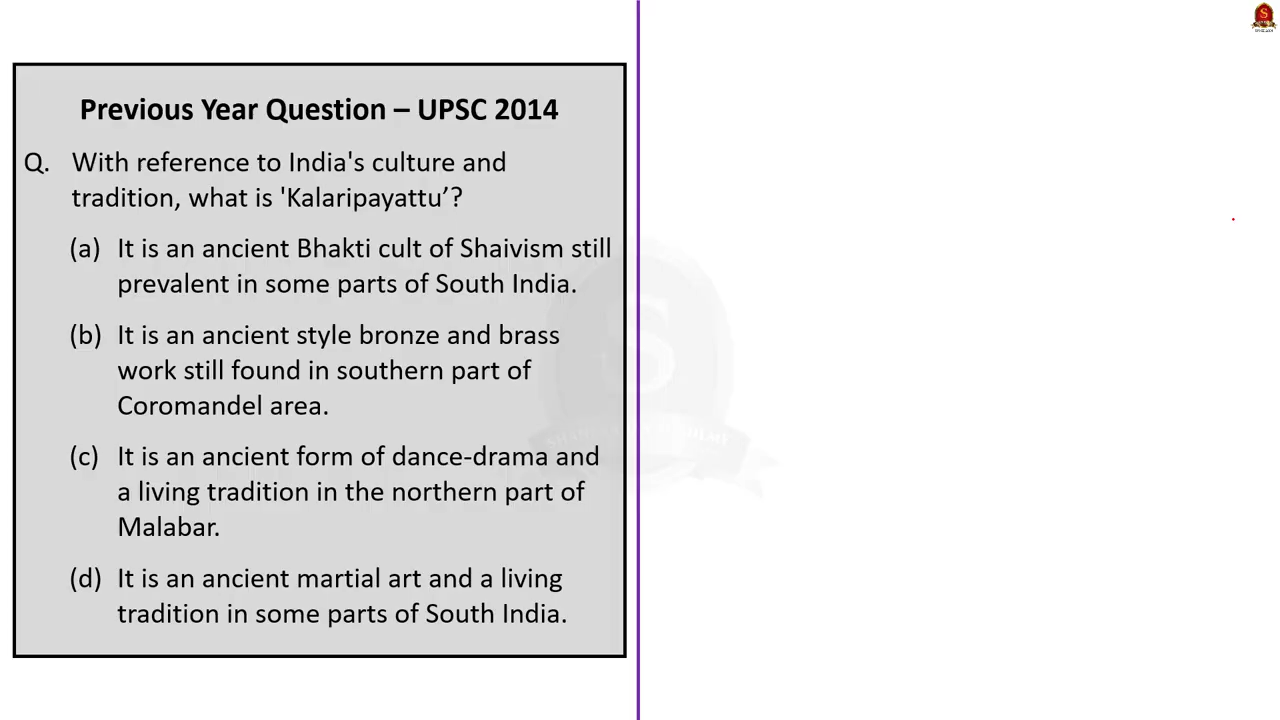 Previous Year Question – UPSC 2014
Q. With reference to India's culture and
tradition, what is 'Kalaripayattu’?
(a) It is an ancient Bhakti cult of Shaivism still
prevalent in some parts of South India.
(b) It is an ancient style bronze and brass
work still found in southern part of
Coromandel area.
(c) It is an ancient form of dance-drama and
a living tradition in the northern part of
Malabar.
(d) It is an ancient martial art and a living
tradition in some parts of South India.